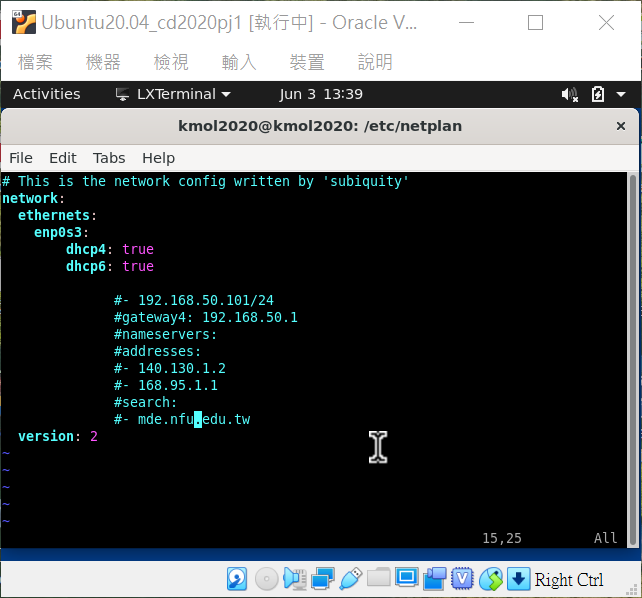 Ubuntu20.04_cd2020pj1 [執行中] - Oracle V...
檔案 機器 檢視 輸入 裝置 說明
Activities LXTerminal Jun 3 13:39
kmol2020@kmol2020: /etc/netplan
File Edit Tabs Help
# This is the network config written by 'subiquity'
network:
  ethernets:
    enp0s3:
        dhcp4: true
        dhcp6: true
              #- 192.168.50.101/24
              #gateway4: 192.168.50.1
              #nameservers:
              #addresses:
              #- 140.130.1.2
              #- 168.95.1.1
              #search:
              #- mde.nfu.edu.tw
  version: 2
~
~
~
~
~
15,25 All
Right Ctrl